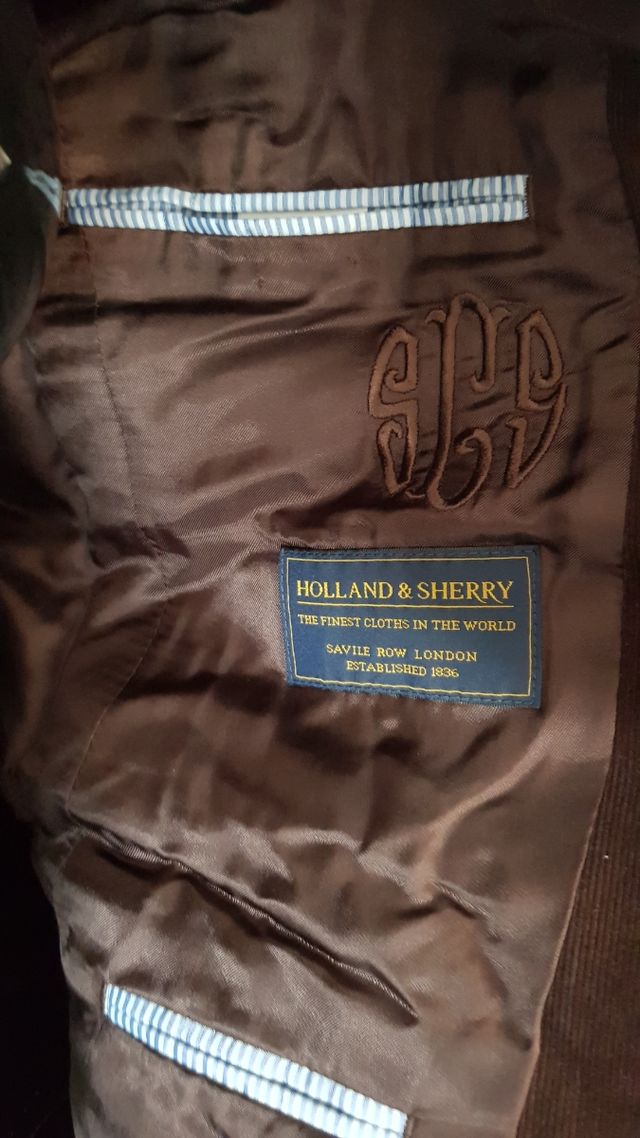 HOLLAND & SHERRY
THE FINEST CLOTHS IN THE WORLD
SAVILE ROW LONDON
ESTABLISHED 1836